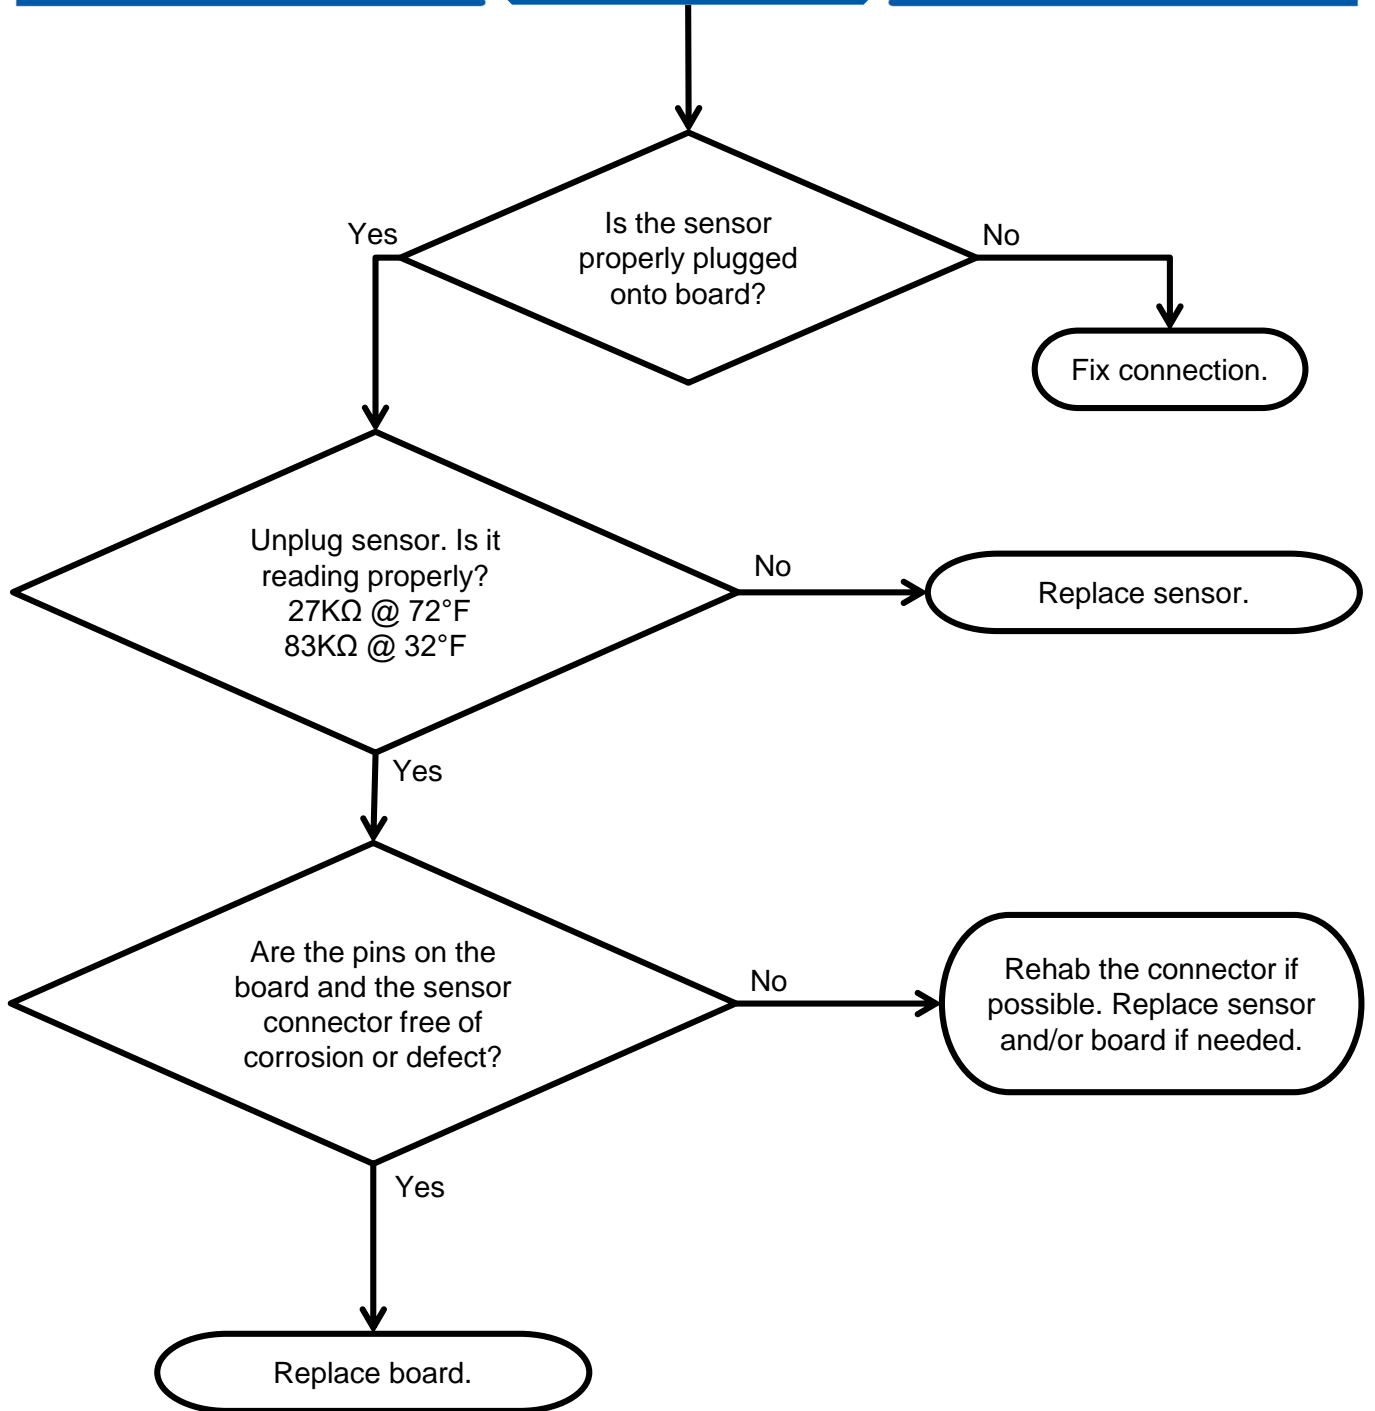 Is the sensor
properly plugged
onto board?
Yes
No
Fix connection.
Unplug sensor. Is it
reading properly?
27KΩ @ 72°F
83KΩ @ 32°F
No
Replace sensor.
Yes
Are the pins on the
board and the sensor
connector free of
corrosion or defect?
No
Rehab the connector if
possible. Replace sensor
and/or board if needed.
Yes
Replace board.